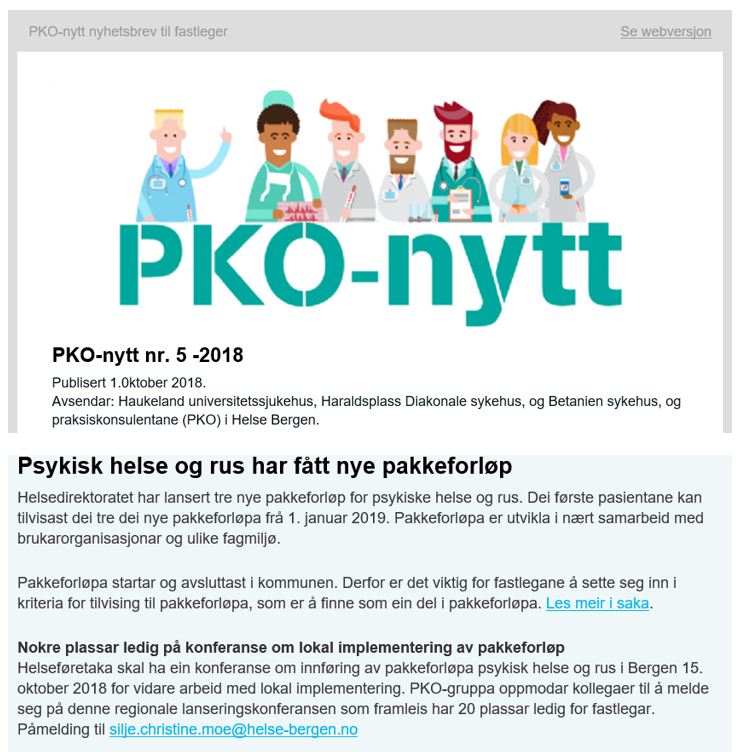 PKO-nytt nyhetsbrev til fastleger
Se webversjon
PKO-nytt
PKO-nytt nr. 5 -2018
Publisert 1.0ktober 2018.
Avsendar: Haukeland universitetssjukehus, Haraldsplass Diakonale sykehus, og Betanien sykehus, og
praksiskonsulentane (PKO) i Helse Bergen.
Psykisk helse og rus har fått nye pakkeforløp
Helsedirektoratet har lansert tre nye pakkeforløp for psykiske helse og rus. Dei første pasientane kan
tilvisast dei tre dei nye pakkeforløpa frå 1. januar 2019. Pakkeforløpa er utvikla i nært samarbeid med
brukarorganisasjonar og ulike fagmiljø.
Pakkeforløpa startar og avsluttast i kommunen. Derfor er det viktig for fastlegane å sette seg inn i
kriteria for tilvising til pakkeforløpa, som er å finne som ein del i pakkeforløpa. Les meir i saka.
Nokre plassar ledig på konferanse om lokal implementering av pakkeforløp
Helseføretaka skal ha ein konferanse om innføring av pakkeforløpa psykisk helse og rus i Bergen 15.
oktober 2018 for vidare arbeid med lokal implementering. PKO-gruppa oppmodar kollegaer til å melde
seg på denne regionale lanseringskonferansen som framleis har 20 plassar ledig for fastlegar.
Påmelding til silje.christine.moe@helse-bergen.no